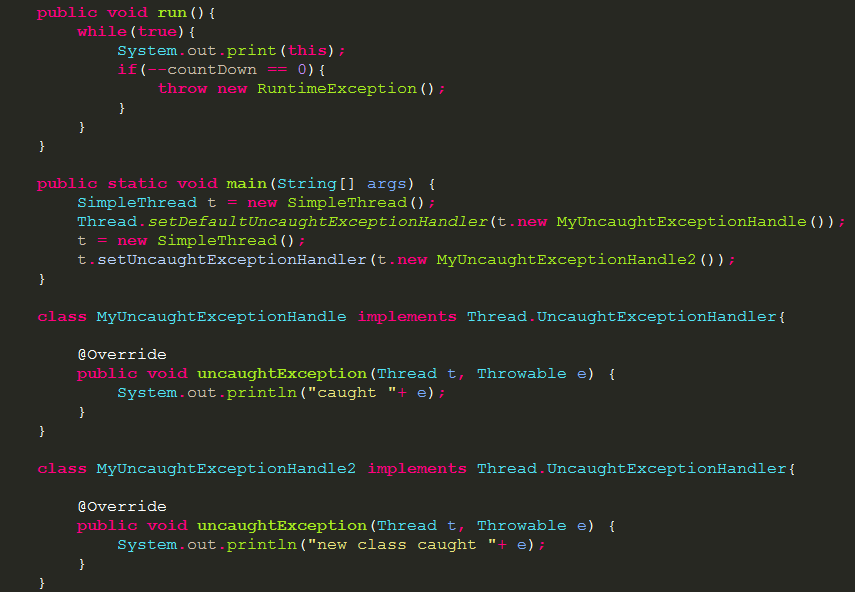 public void run(){
while(true){
System.out.print(this);
if(--countDown == 0){
throw new RuntimeException();
}
}
}
public static void main(String[] args) {
SimpleThread t = new SimpleThread();
Thread.setDefaultUncaughtExceptionHandler(t.new MyUncaughtExceptionHandle());
t = new SimpleThread();
t.setUncaughtExceptionHandler(t.new MyUncaughtExceptionHandle2());
}
class MyUncaughtExceptionHandle implements Thread.UncaughtExceptionHandler{
@Override
public void uncaughtException(Thread t, Throwable e) {
System.out.println("caught "+ e);
}
}
class MyUncaughtExceptionHandle2 implements Thread.UncaughtExceptionHandler{
@Override
public void uncaughtException(Thread t, Throwable e) {
System.out.println("new class caught "+ e);
}
}